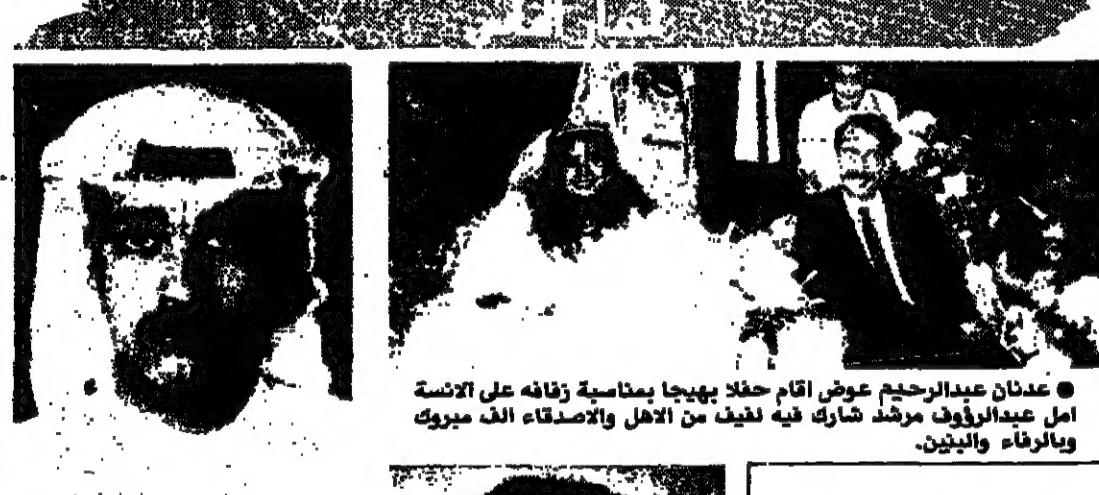 ● عدنان عبدالرحيم عوض اقام حفلا بهيجا بمناسبة زفافه على الانسة
امل عبدالرؤوف مرشد شارك فيه لفيف من الاهل والاصدقاء الف مبروك
وبالرفاء والبنين.